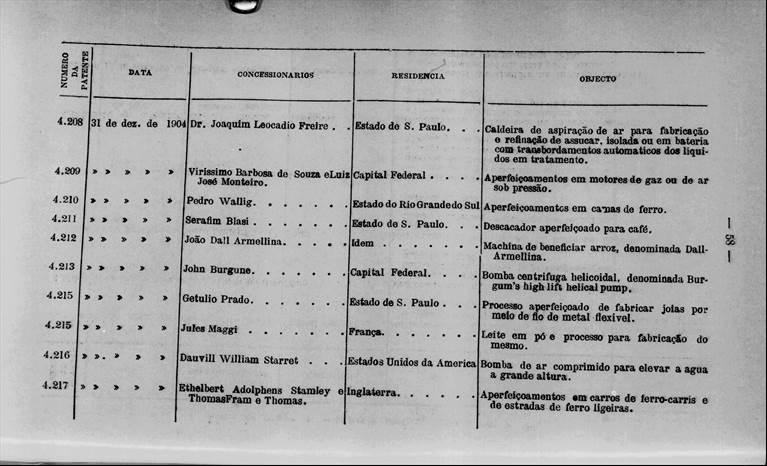 NUMERO DA PATENTE DATA CONCESSIONARIOS RESIDENCIA OBJECTO
4.208 31 de dez. de 1904 Dr. Joaquim Leocadio Freire . . Estado de S. Paulo. . . Caldeira de aspiração de ar para fabricação
e refinação de assucar, isolada ou em bateria
com transbordamentos automaticos dos liqui-
dos em tratamento.
4.209 » » » » » Virissimo Barbosa de Souza eLuiz Capital Federal . . . . Aperfeiçoamentos em motores de gaz ou de ar
José Monteiro. sob pressão.
4.210 » » » » » Pedro Wallig. . . . . . . Estado do Rio Grande do Sul Aperfeiçoamentos em camas de ferro.
4.211 » » » » » Serafim Blasi . . . . . . . Estado de S. Paulo. . . Descacador aperfeiçoado para café.
4.212 » » » » » João Dall Armellina. . . . . Idem . . . . . . . Machina de beneficiar arroz, denominada Dall-
Armellina.
4.213 » » » » » John Burgune. . . . . . . Capital Federal. . . . Bomba centrifuga helicoidal, denominada Bur-
gum's high lift helical pump.
4.215 » » » » » Getulio Prado. . . . . . . Estado de S. Paulo . . . Processo aperfeiçoado de fabricar joias por
meio de fio de metal flexivel.
4.215 » » » » » Jules Maggi . . . . . . . França. . . . . . . Leite em pó e processo para fabricação do
mesmo.
4.216 » ». » » » Dauvill William Starret . . . Estados Unidos da America Bomba de ar comprimido para elevar a agua
a grande altura.
4.217 » » » » » Ethelbert Adolphens Stamley e Inglaterra. . . . . . Aperfeiçoamentos em carros de ferro-carris e
ThomasFram e Thomas. de estradas de ferro ligeiras.
— 58 —